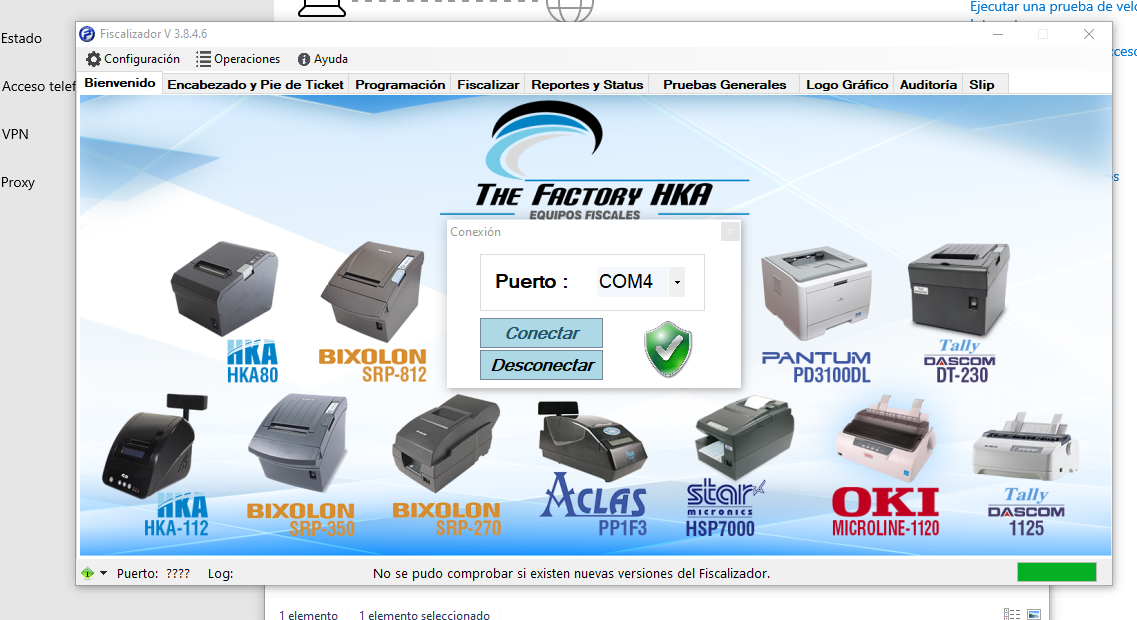 Ejecutar una prueba de velo
Estado
Acceso telef
VPN
Proxy
Fiscalizador V 3.8.4.6
Configuración Operaciones Ayuda
Bienvenido Encabezado y Pie de Ticket Programación Fiscalizar Reportes y Status Pruebas Generales Logo Gráfico Auditoría Slip
THE FACTORY HKA
EQUIPOS FISCALES
Conexión
Puerto : COM4
Conectar
Desconectar
HKA
HKA80
BIXOLON
SRP-812
PANTUM
PD3100DL
Tally
DASCOM
DT-230
HKA
HKA-112
BIXOLON
SRP-350
BIXOLON
SRP-270
ACLAS
PP1F3
star
micronics
HSP7000
OKI
MICROLINE-1120
Tally
DASCOM
1125
Puerto: ???? Log: No se pudo comprobar si existen nuevas versiones del Fiscalizador.
1 elemento 1 elemento seleccionado